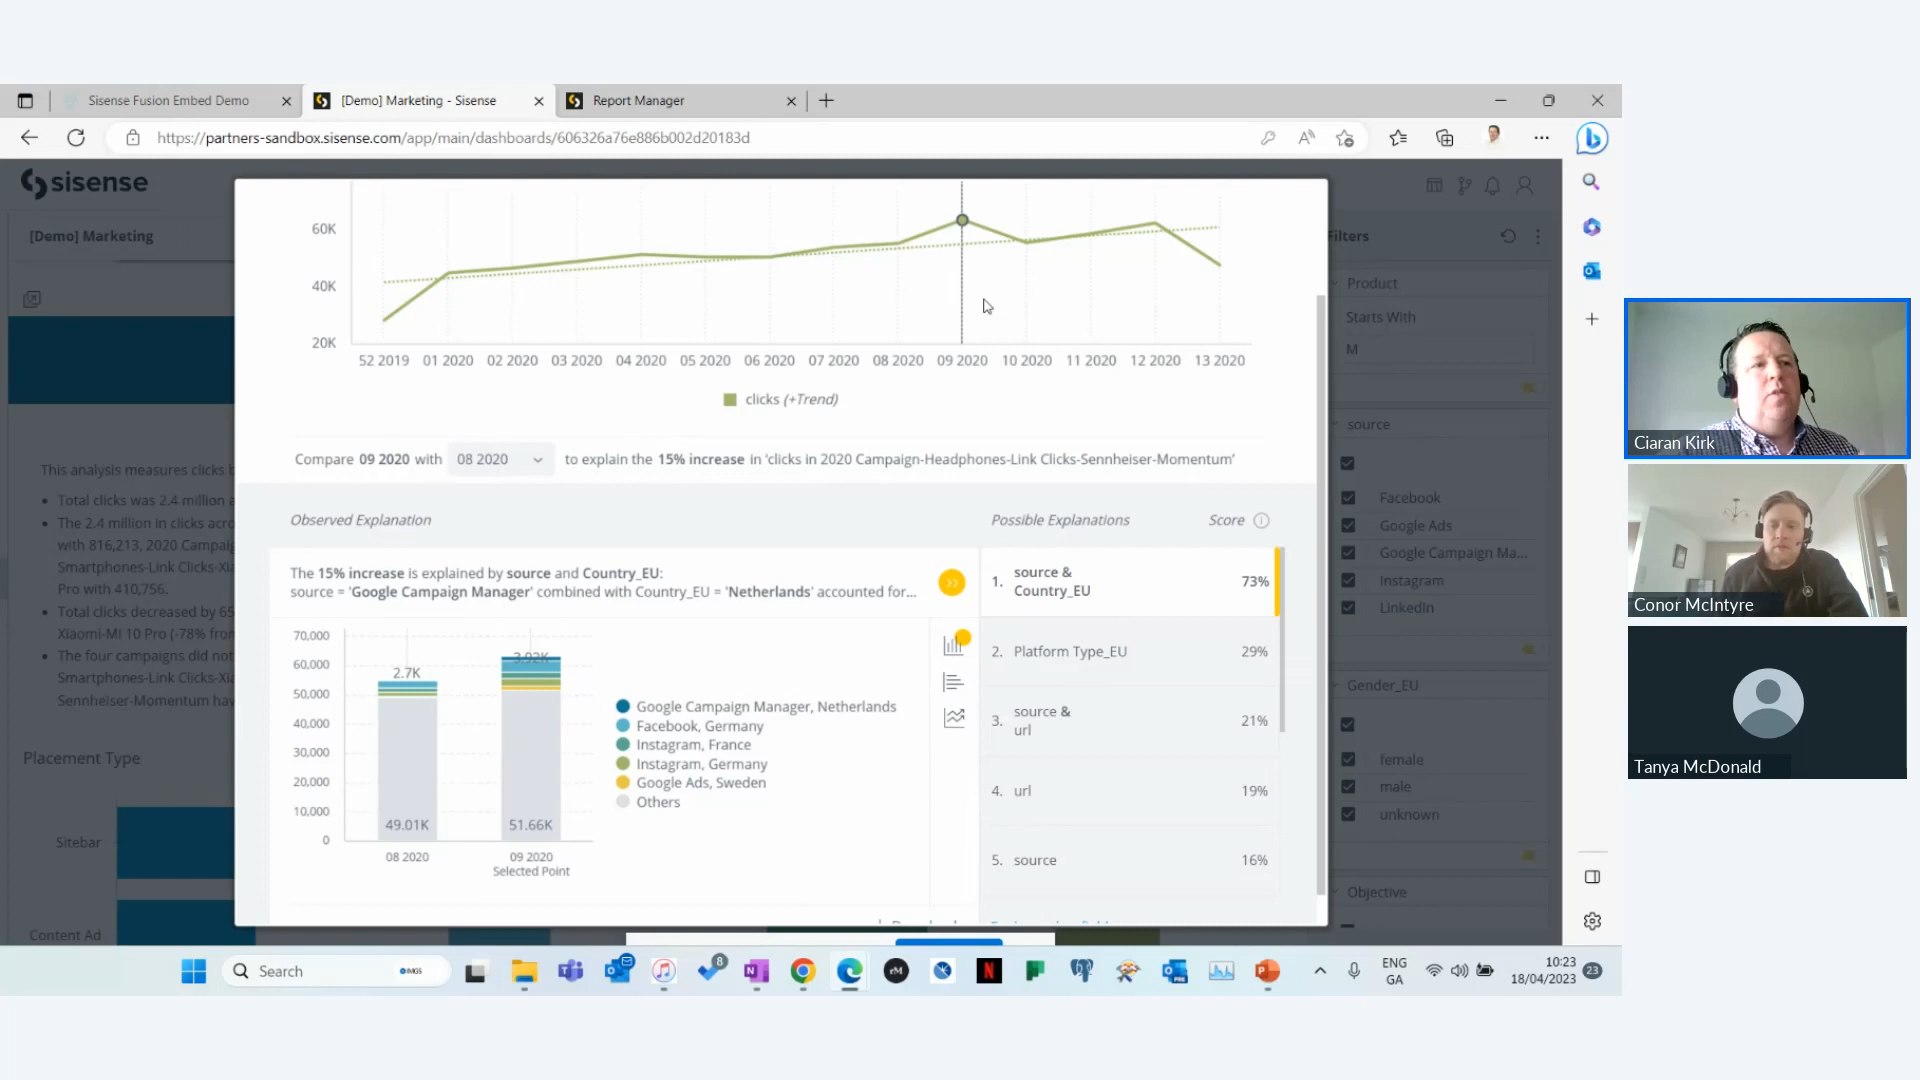 Sisense Fusion Embed Demo
[Demo] Marketing - Sisense
Report Manager
https://partners-sandbox.sisense.com/app/main/dashboards/606326a76e886b002d20183d
sisense
[Demo] Marketing
Filters
Product
Starts With
M
source
Facebook
Google Ads
Google Campaign Ma...
Instagram
LinkedIn
Gender_EU
female
male
unknown
Objective
60K
40K
20K
52 2019 01 2020 02 2020 03 2020 04 2020 05 2020 06 2020 07 2020 08 2020 09 2020 10 2020 11 2020 12 2020 13 2020
clicks (+Trend)
Compare 09 2020 with 08 2020 to explain the 15% increase in 'clicks in 2020 Campaign-Headphones-Link Clicks-Sennheiser-Momentum'
Observed Explanation
Possible Explanations Score
The 15% increase is explained by source and Country_EU:
source = 'Google Campaign Manager' combined with Country_EU = 'Netherlands' accounted for...
1. source &
Country_EU
73%
2. Platform Type_EU 29%
3. source &
url
21%
4. url 19%
5. source 16%
70,000
60,000
50,000
40,000
30,000
20,000
10,000
0
2.7K
3.92K
49.01K
51.66K
08 2020
09 2020
Selected Point
Google Campaign Manager, Netherlands
Facebook, Germany
Instagram, France
Instagram, Germany
Google Ads, Sweden
Others
This analysis measures clicks b
Total clicks was 2.4 million a
The 2.4 million in clicks acro
with 816,213, 2020 Campaig
Smartphones-Link Clicks-Xia
Pro with 410,756.
Total clicks decreased by 65
Xiaomi-MI 10 Pro (-78% from
The four campaigns did not
Smartphones-Link Clicks-Xia
Sennheiser-Momentum hav
Placement Type
Sitebar
Content Ad
Search
8
ENG
GA
10:23
18/04/2023
23
Ciaran Kirk
Conor McIntyre
Tanya McDonald